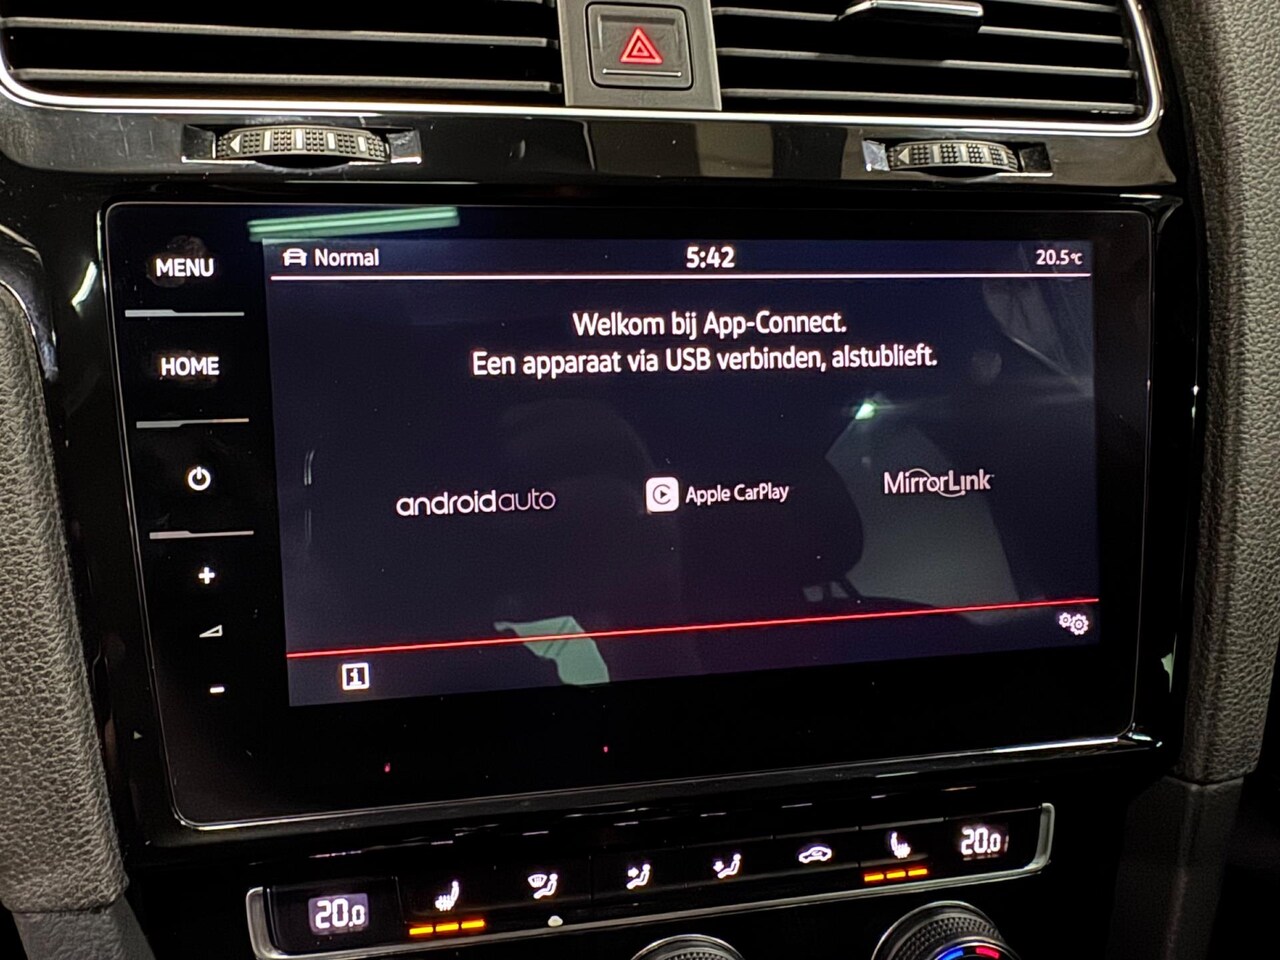 MENU
HOME
Normal
5:42
20.5°C
Welkom bij App-Connect.
Een apparaat via USB verbinden, alstublieft.
androidauto
Apple CarPlay
MirrorLink
i
20.0
20.0